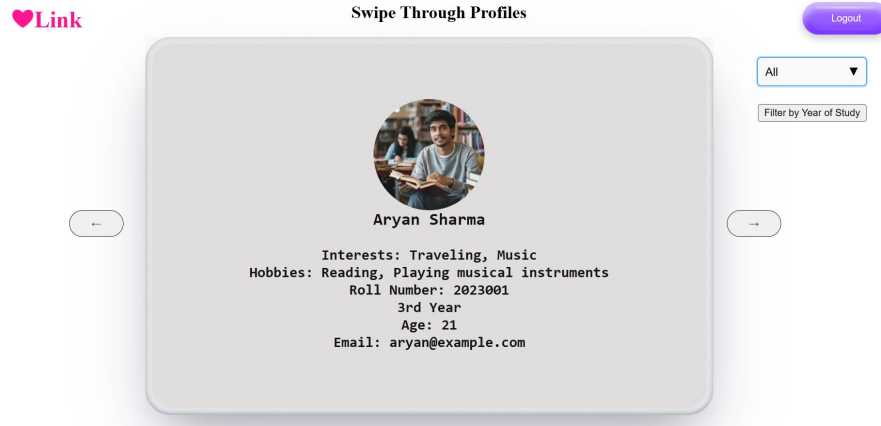 Link
Swipe Through Profiles
Logout
All
Filter by Year of Study
←
→
Aryan Sharma
Interests: Traveling, Music
Hobbies: Reading, Playing musical instruments
Roll Number: 2023001
3rd Year
Age: 21
Email: aryan@example.com